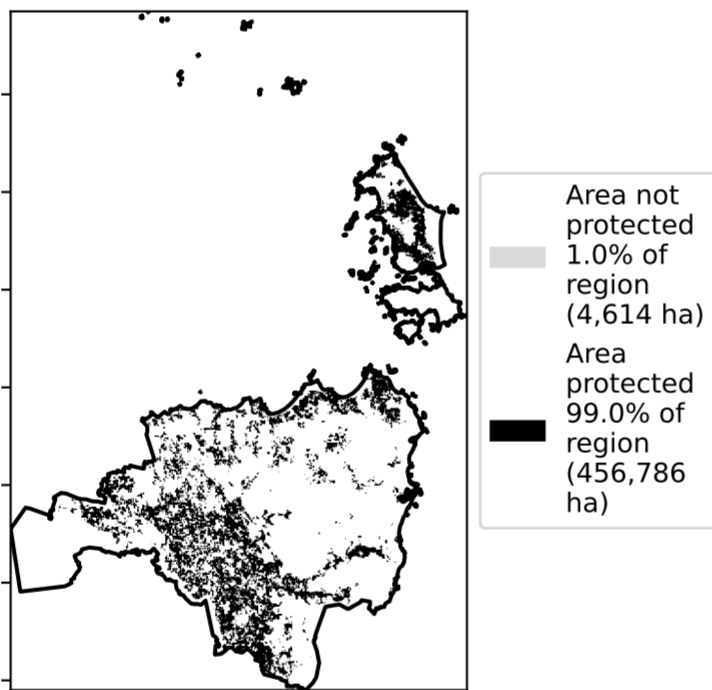 Area not
protected
1.0% of
region
(4,614 ha)
Area
protected
99.0% of
region
(456,786
ha)